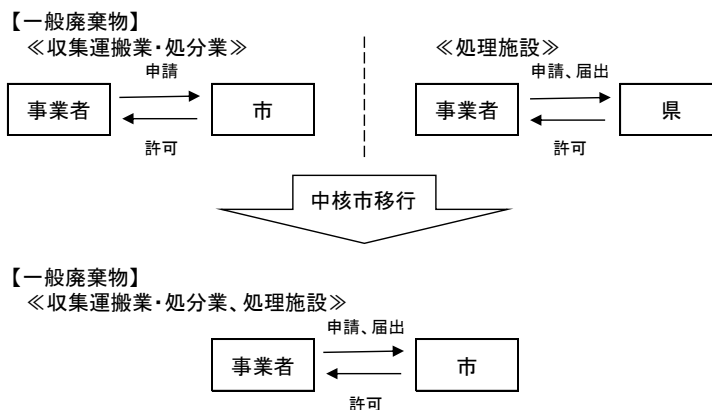 【一般廃棄物】
≪収集運搬業・処分業≫
≪処理施設≫
申請
申請、届出
事業者
市
事業者
県
許可
許可
中核市移行
【一般廃棄物】
≪収集運搬業・処分業、処理施設≫
申請、届出
事業者
市
許可